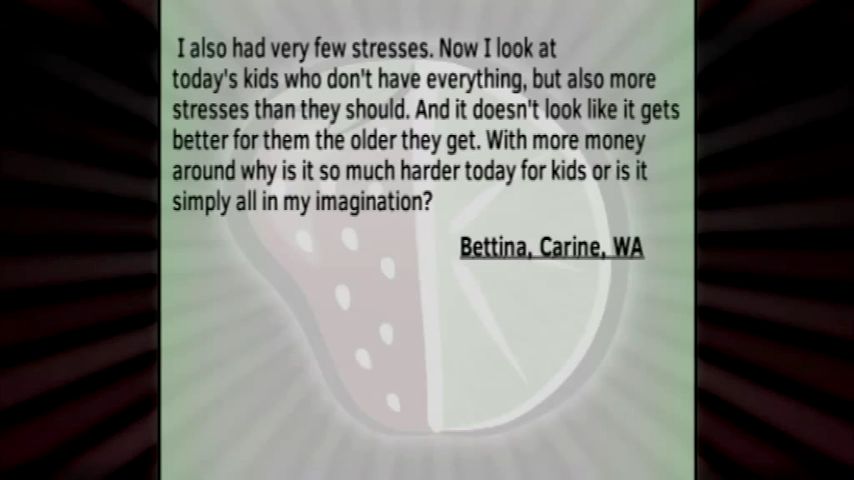 I also had very few stresses. Now I look at
today's kids who don't have everything, but also more
stresses than they should. And it doesn't look like it gets
better for them the older they get. With more money
around why is it so much harder today for kids or is it
simply all in my imagination?
Bettina, Carine, WA